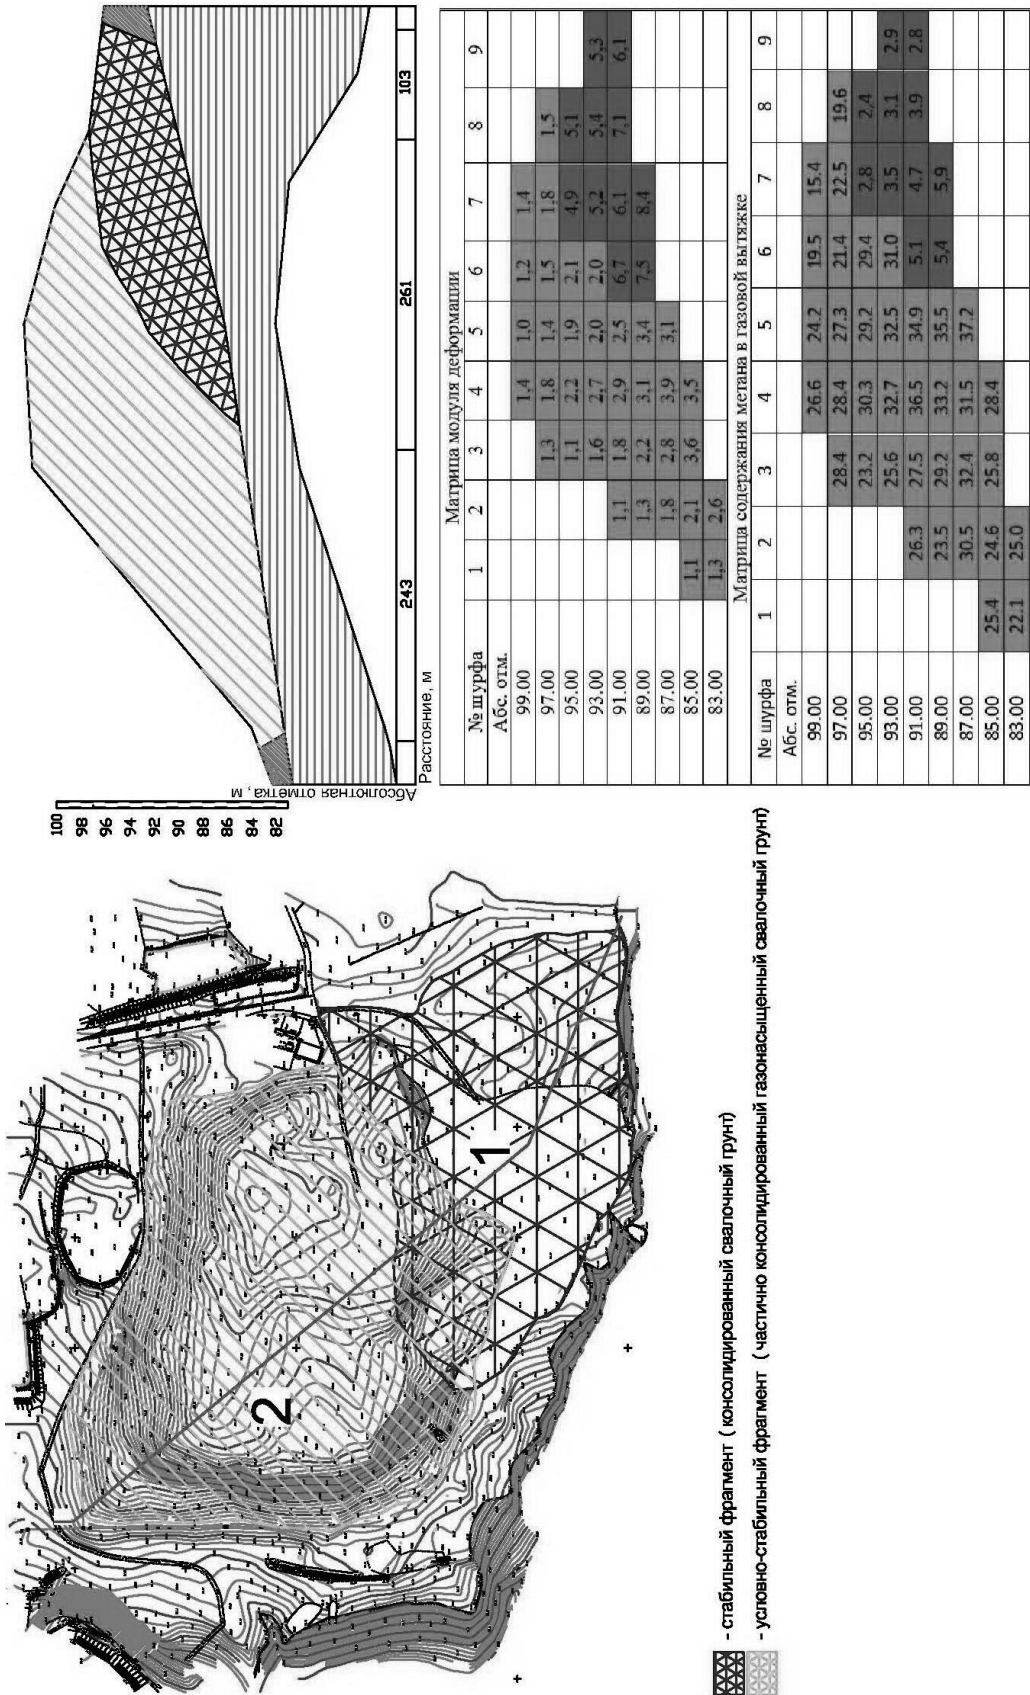 100
98
96
94
92
90
88
86
84
82
Абсолютная отметка, м
243 261 103
Расстояние, м
Матрица модуля деформации
№ шурфа 1 2 3 4 5 6 7 8 9
Абс. отм.
99.00 1,4 1,0 1,2 1,4
97.00 1,3 1,8 1,4 1,5 1,8 1,5
95.00 1,1 2,2 1,9 2,1 4,9 5,1
93.00 1,6 2,7 2,0 2,0 5,2 5,4 5,3
91.00 1,1 1,8 2,9 2,5 6,7 6,1 7,1 6,1
89.00 1,3 2,2 3,1 3,4 7,5 8,4
87.00 1,8 2,8 3,9 3,1
85.00 1,1 2,1 3,6 3,5
83.00 1,3 2,6
Матрица содержания метана в газовой вытяжке
№ шурфа 1 2 3 4 5 6 7 8 9
Абс. отм.
99.00 26.6 24.2 19.5 15.4
97.00 28.4 28.4 27.3 21.4 22.5 19.6
95.00 23.2 30.3 29.2 29.4 2,8 2,4
93.00 25.6 32.7 32.5 31.0 3.5 3.1 2.9
91.00 26.3 27.5 36.5 34.9 5.1 4.7 3.9 2.8
89.00 23.5 29.2 33.2 35.5 5,4 5,9
87.00 30.5 32.4 31.5 37.2
85.00 25.4 24.6 25.8 28.4
83.00 22.1 25.0
1
2
- стабильный фрагмент ( консолидированный свалочный грунт)
- условно-стабильный фрагмент ( частично консолидированный газонасыщенный свалочный грунт)